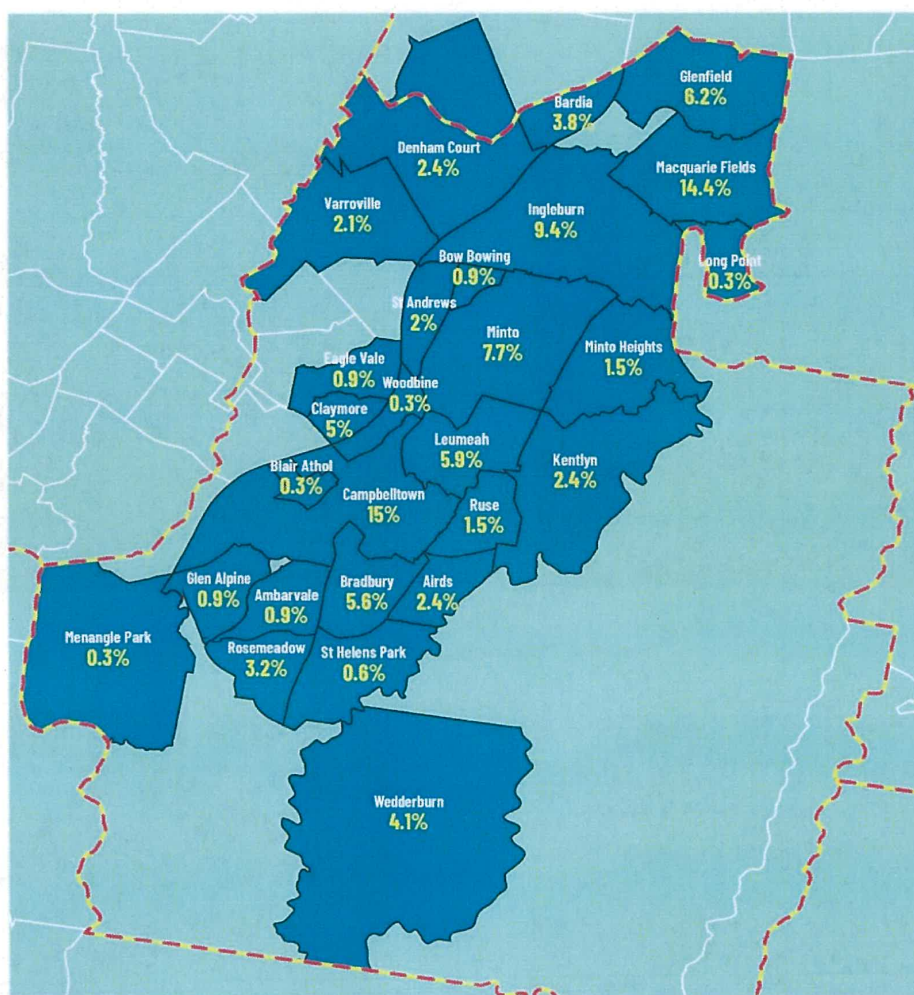 Glenfield
6.2%
Bardia
3.8%
Denham Court
2.4%
Macquarie Fields
14.4%
Varroville
2.1%
Ingleburn
9.4%
Long Point
0.3%
Bow Bowing
0.9%
St Andrews
2%
Minto
7.7%
Minto Heights
1.5%
Eagle Vale
0.9%
Woodbine
0.3%
Claymore
5%
Leumeah
5.9%
Kentlyn
2.4%
Blair Athol
0.3%
Campbelltown
15%
Ruse
1.5%
Glen Alpine
0.9%
Ambarvale
0.9%
Bradbury
5.6%
Airds
2.4%
Menangle Park
0.3%
Rosemeadow
3.2%
St Helens Park
0.6%
Wedderburn
4.1%